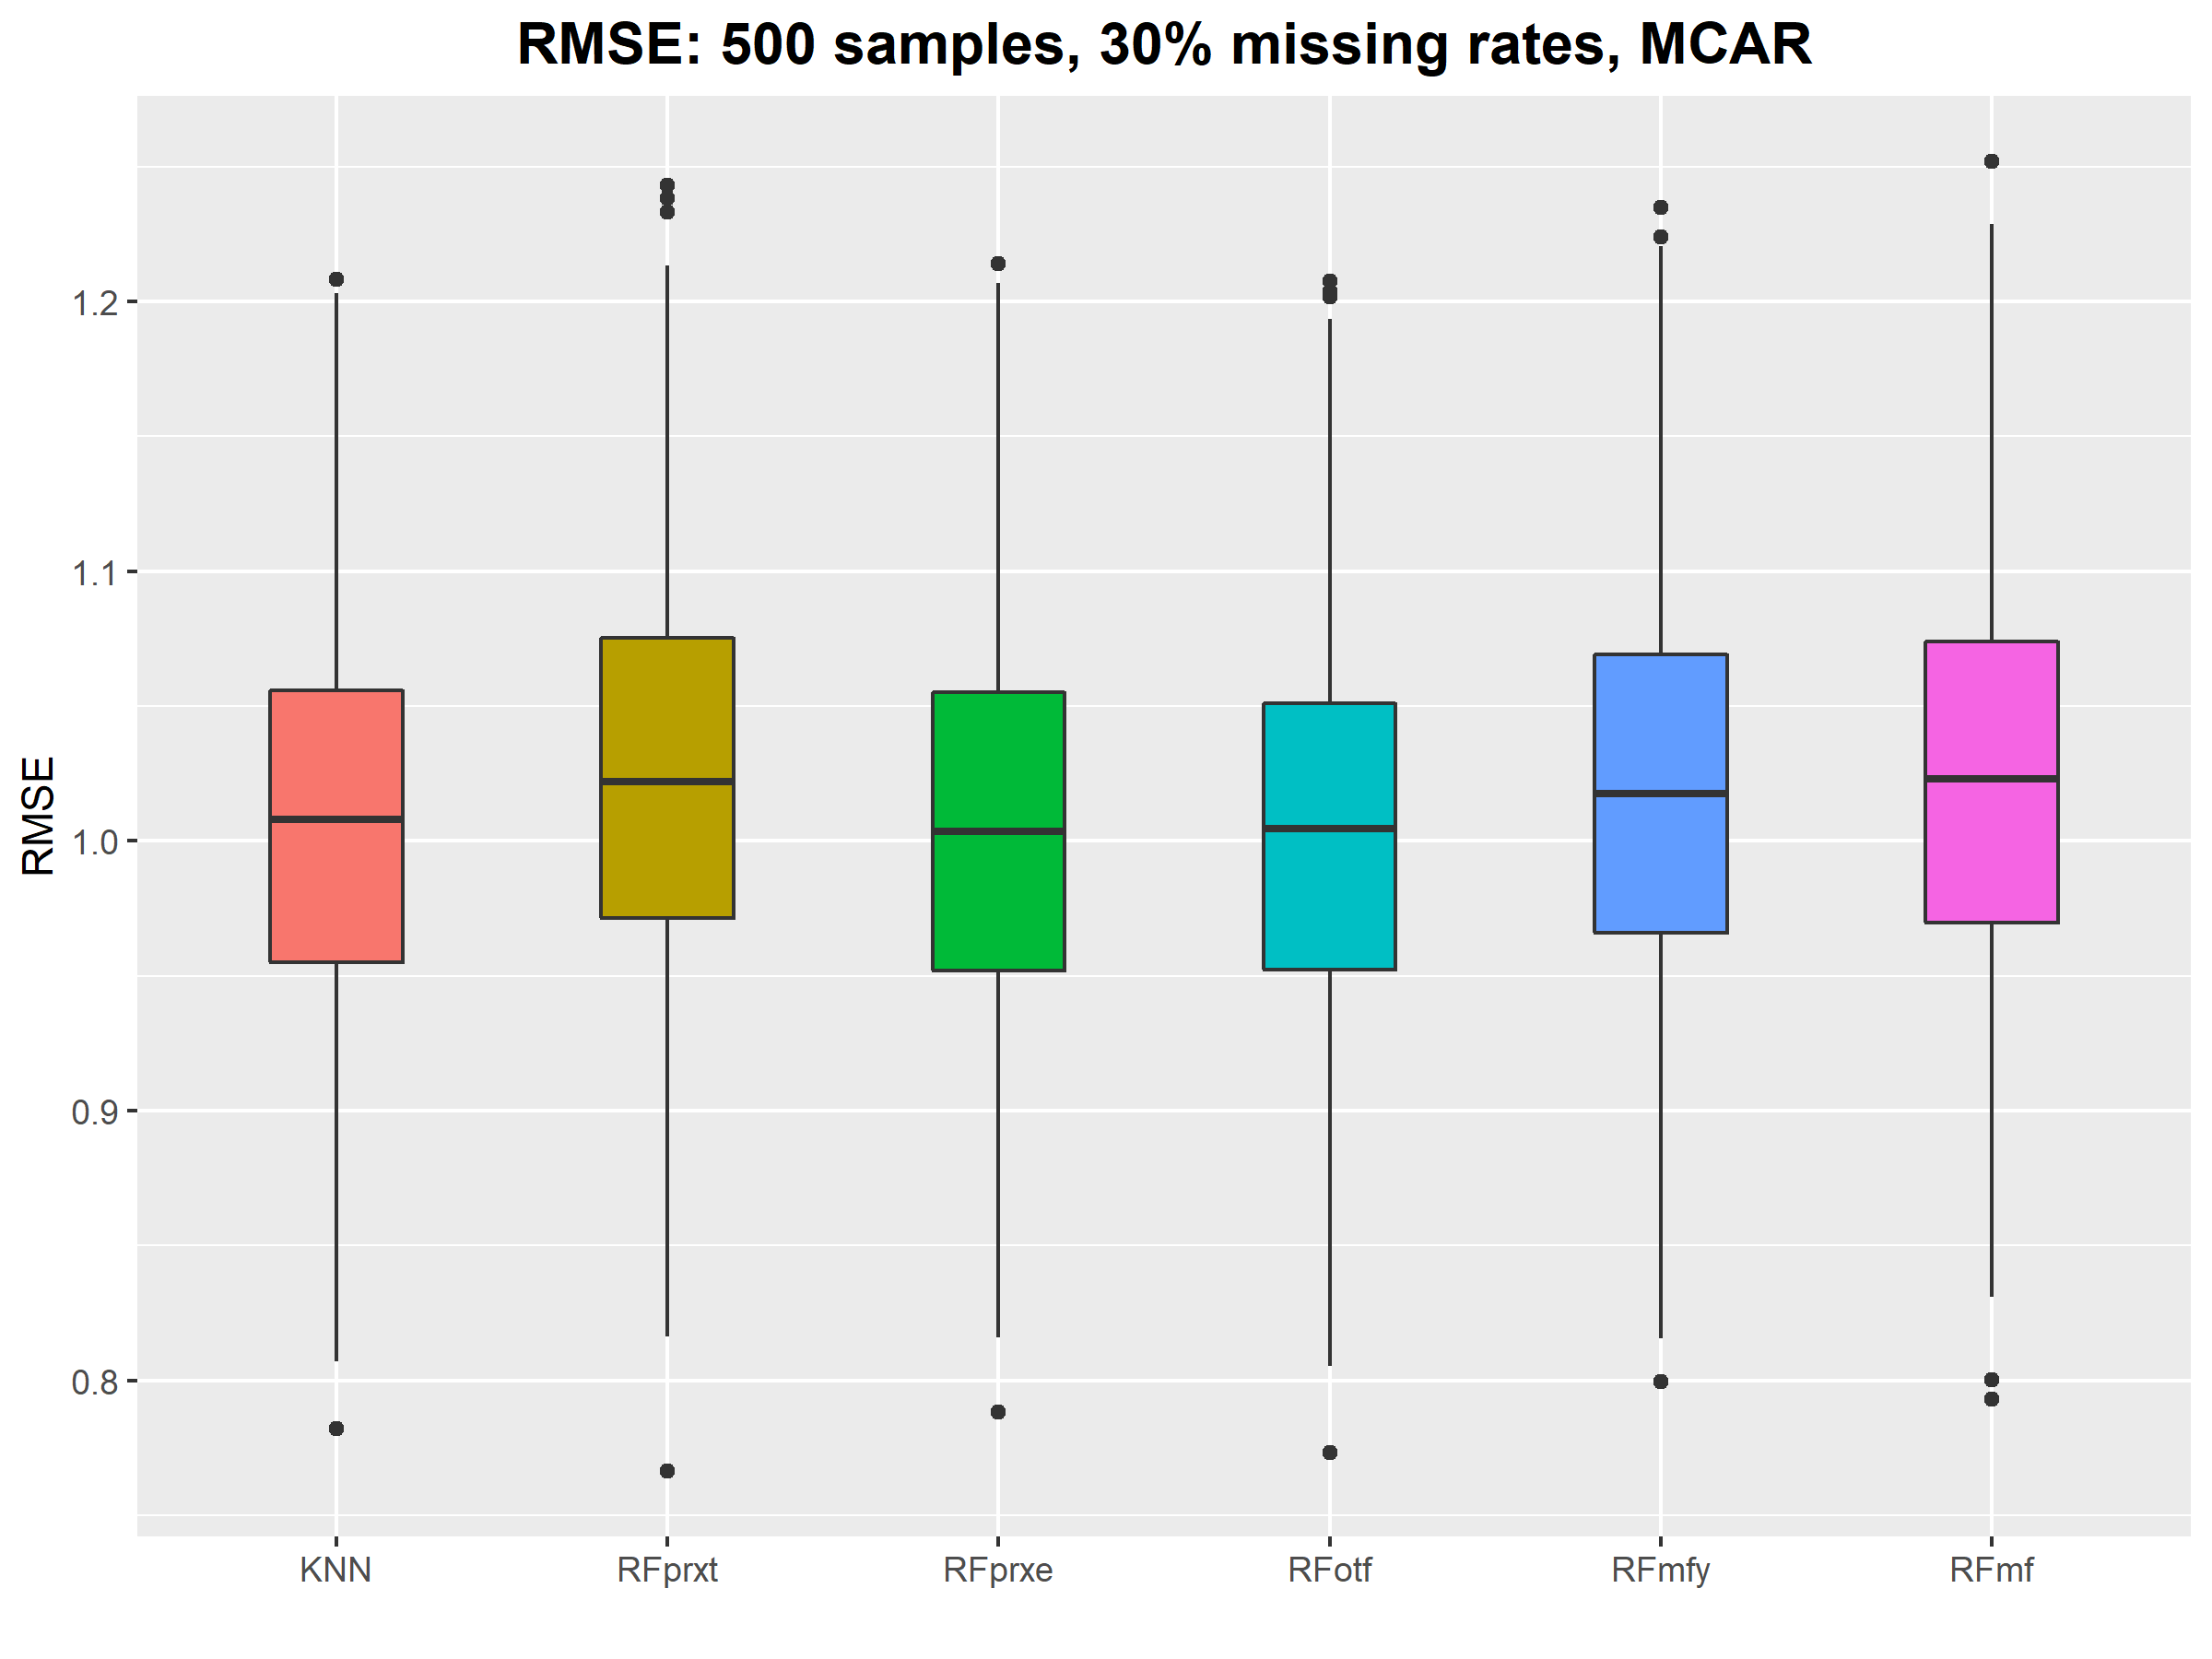 RMSE: 500 samples, 30% missing rates, MCAR
RMSE
1.2
1.1
1.0
0.9
0.8
KNN RFprxt RFprxe RFotf RFmfy RFmf